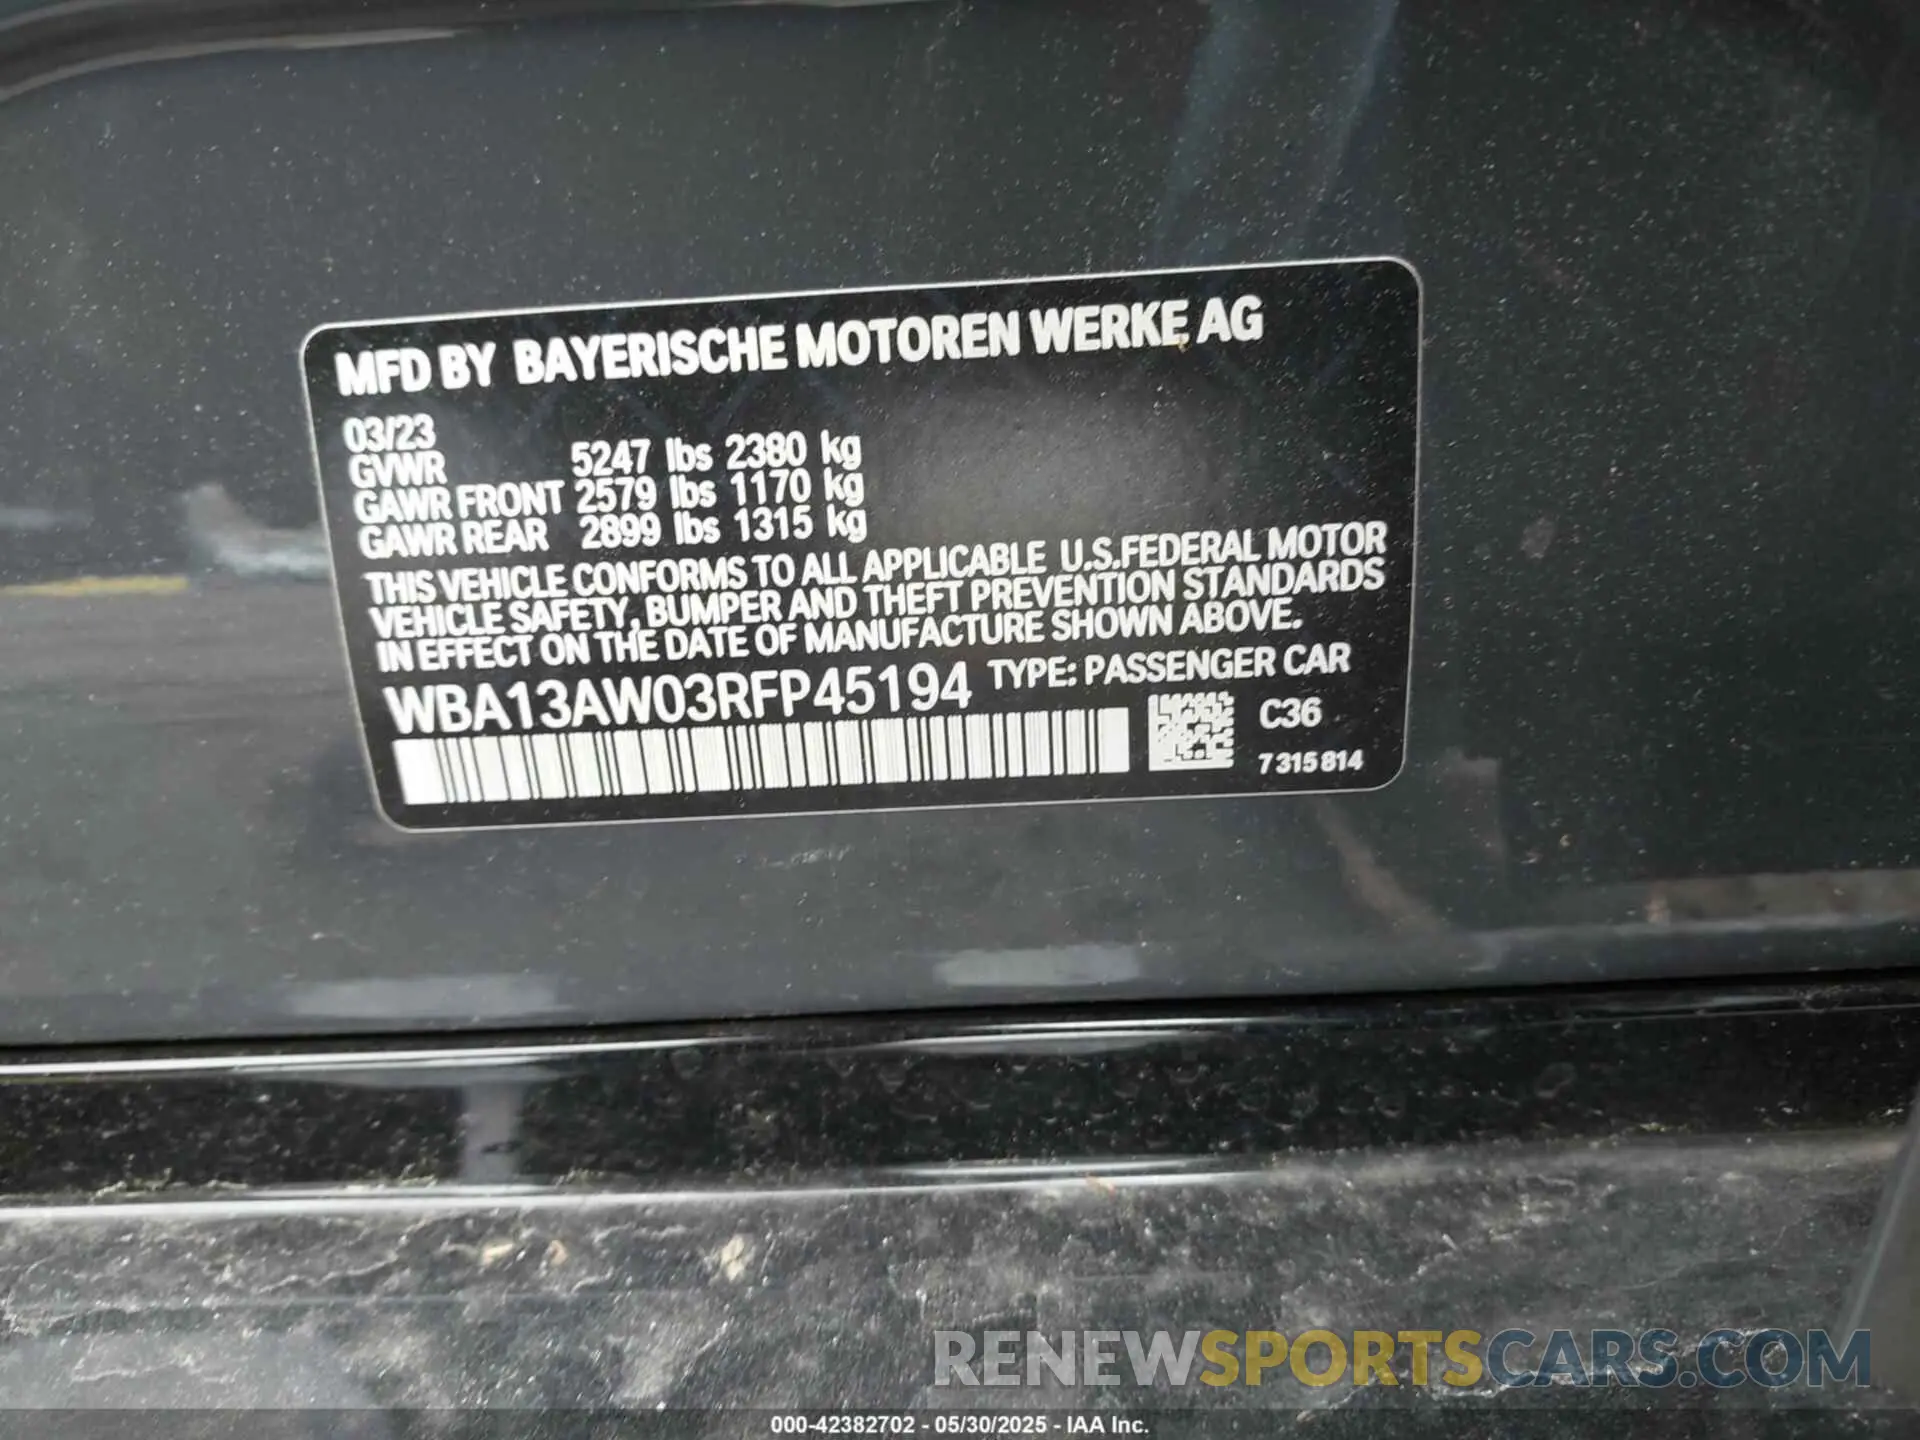 MFD BY BAYERISCHE MOTOREN WERKE AG
03/23
GVWR 5247 lbs 2380 kg
GAWR FRONT 2579 lbs 1170 kg
GAWR REAR 2899 lbs 1315 kg
THIS VEHICLE CONFORMS TO ALL APPLICABLE U.S.FEDERAL MOTOR
VEHICLE SAFETY, BUMPER AND THEFT PREVENTION STANDARDS
IN EFFECT ON THE DATE OF MANUFACTURE SHOWN ABOVE.
WBA13AW03RFP45194 TYPE: PASSENGER CAR
C36
7315814
RENEWSPORTSCARS.COM
000-42382702 - 05/30/2025 - IAA Inc.